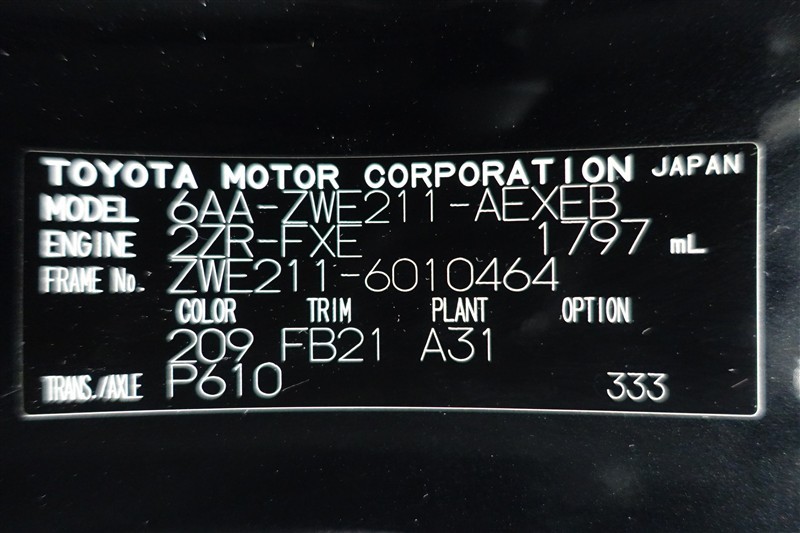 TOYOTA MOTOR CORPORATION JAPAN
MODEL 6AA-ZWE211-AEXEB
ENGINE 2ZR-FXE 1797 mL
FRAME No. ZWE211-6010464
COLOR TRIM PLANT OPTION
209 FB21 A31
TRANS./AXLE P610 333